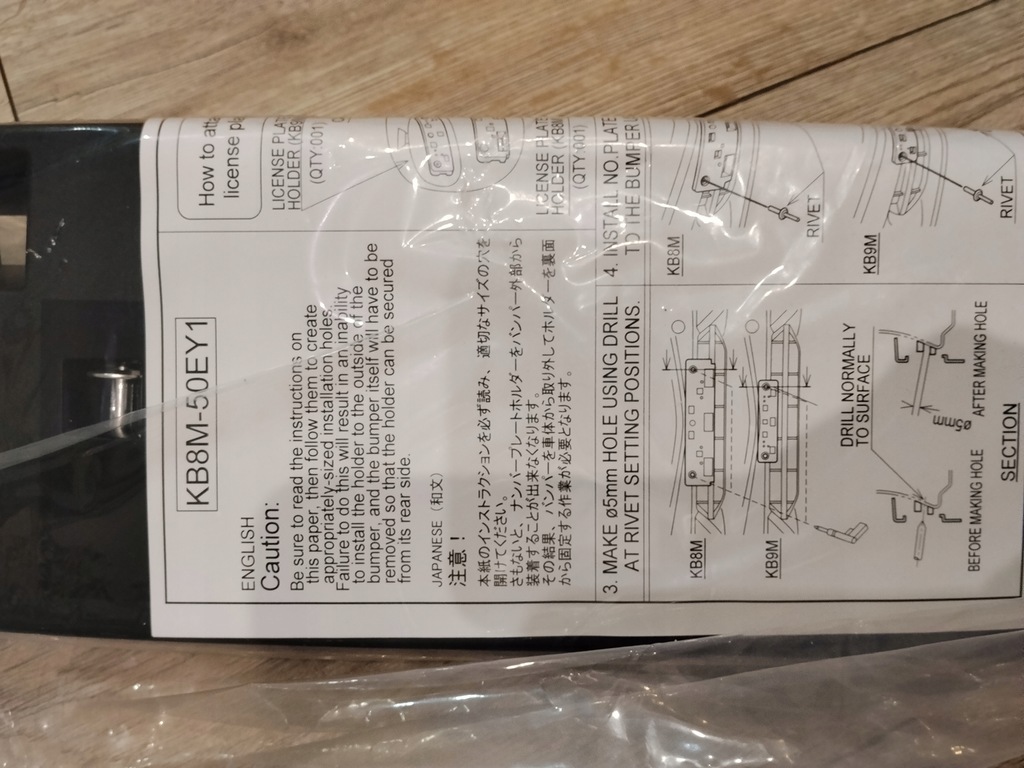 KB8M-50EY1
ENGLISH
Caution:
Be sure to read the instructions on
this paper, then follow them to create
appropriately-sized installation holes.
Failure to do this will result in an inability
to install the holder to the outside of the
bumper, and the bumper itself will have to be
removed so that the holder can be secured
from its rear side.
JAPANESE (和文)
注意！
本紙のインストラクションを必ず読み、適切なサイズの穴を
開けてください。
さもないと、ナンバープレートホルダーをバンパー外部から
装着することが出来なくなります。
その結果、バンパーを車体から取り外してホルダーを裏面
から固定する作業が必要となります。
How to
license
LICENSE
HOLDER
(QTY:001)
LICENSE
HOLDER
(QTY:001)
3. MAKE ø5mm HOLE USING DRILL
AT RIVET SETTING POSITIONS.
KB8M
KB9M
DRILL NORMALLY
TO SURFACE
ø5mm
BEFORE MAKING HOLE
AFTER MAKING HOLE
SECTION
4. INSTALL NO.PLATE
TO THE BUMPER
KB8M
RIVET
KB9M
RIVET